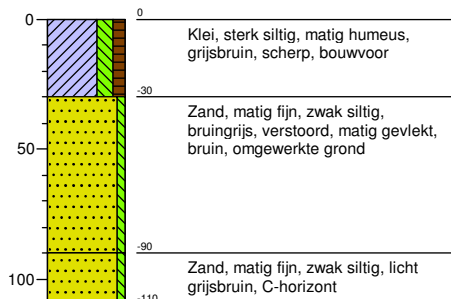 0
0
Klei, sterk siltig, matig humeus,
grijsbruin, scherp, bouwvoor
-30
Zand, matig fijn, zwak siltig,
bruingrijs, verstoord, matig gevlekt,
bruin, omgewerkte grond
50
-90
Zand, matig fijn, zwak siltig, licht
grijsbruin, C-horizont
100
-110